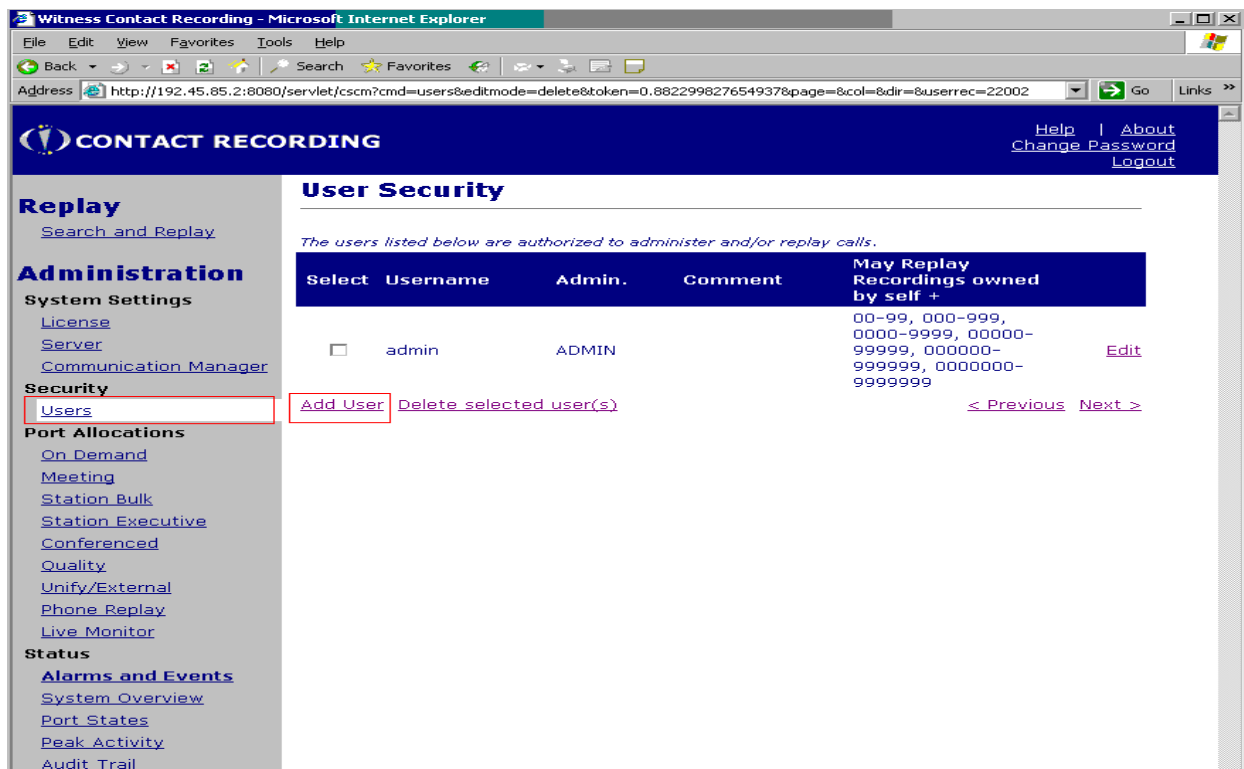 Witness Contact Recording - Microsoft Internet Explorer
File Edit View Favorites Tools Help
Back Search Favorites
Address http://192.45.85.2:8080/servlet/cscm?cmd=users&editmode=delete&token=0.8822998276549378&page=&col=&dir=&userrec=22002 Go Links »
CONTACT RECORDING
Help | About
Change Password
Logout
Replay
Search and Replay
Administration
System Settings
License
Server
Communication Manager
Security
Users
Port Allocations
On Demand
Meeting
Station Bulk
Station Executive
Conferenced
Quality
Unify/External
Phone Replay
Live Monitor
Status
Alarms and Events
System Overview
Port States
Peak Activity
Audit Trail
User Security
The users listed below are authorized to administer and/or replay calls.
Select Username Admin. Comment May Replay
Recordings owned
by self +
admin ADMIN 00-99, 000-999,
0000-9999, 00000-
99999, 000000-
999999, 0000000-
9999999
Edit
Add User Delete selected user(s) < Previous Next >